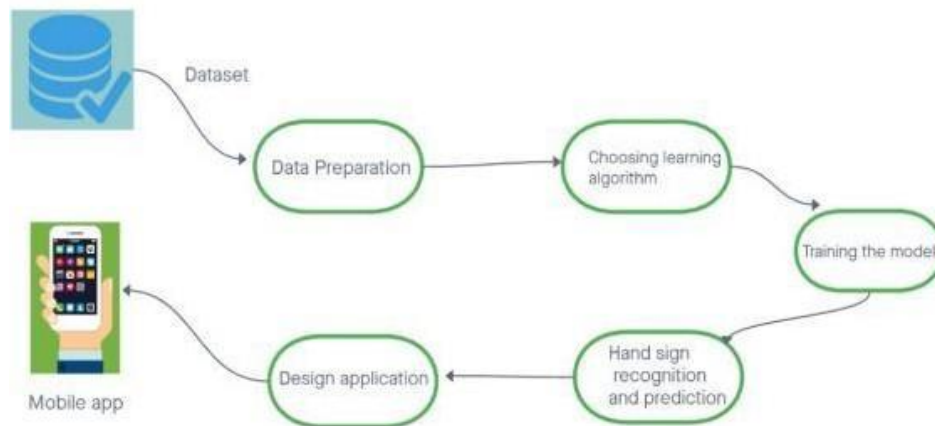 Dataset
Data Preparation
Choosing learning
algorithm
Training the model
Hand sign
recognition
and prediction
Design application
Mobile app